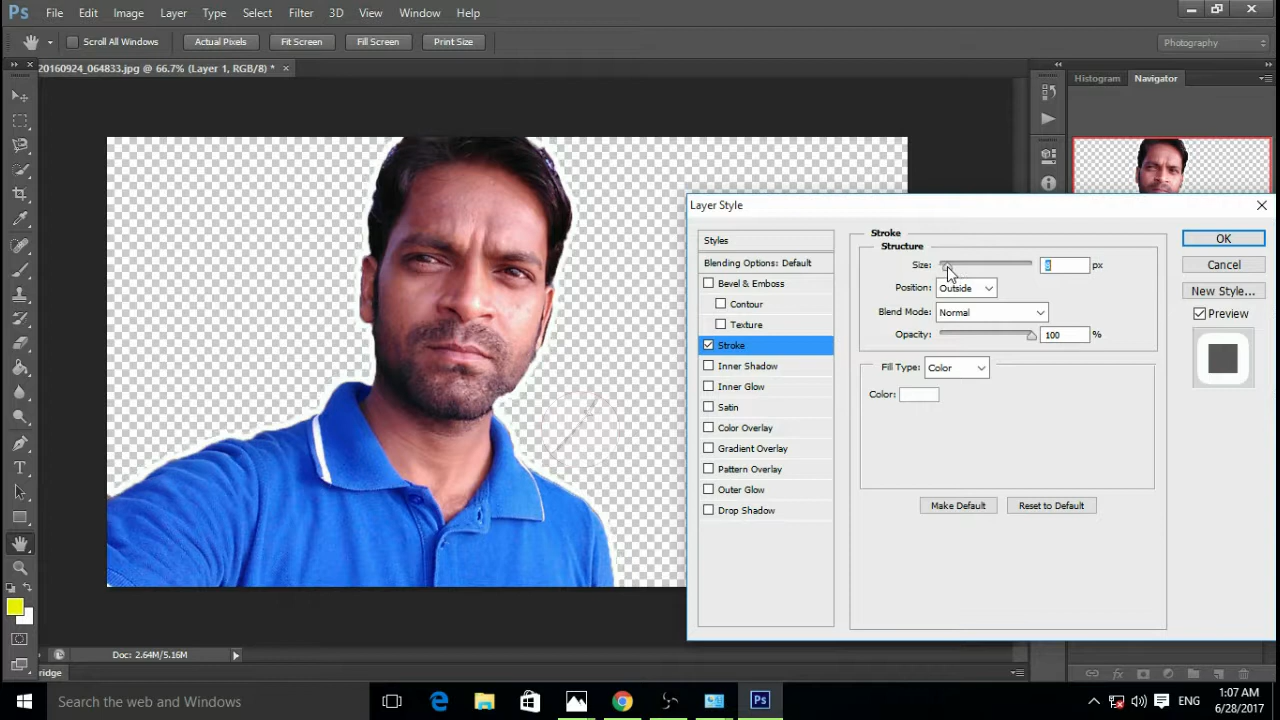 Ps File Edit Image Layer Type Select Filter 3D View Window Help
Scroll All Windows Actual Pixels Fit Screen Fill Screen Print Size Photography
20160924_064833.jpg @ 66.7% (Layer 1, RGB/8) * ×
Histogram Navigator
Layer Style
Styles
Blending Options: Default
Bevel & Emboss
Contour
Texture
Stroke
Inner Shadow
Inner Glow
Satin
Color Overlay
Gradient Overlay
Pattern Overlay
Outer Glow
Drop Shadow
Stroke
Structure
Size: px
Position: Outside
Blend Mode: Normal
Opacity: 100 %
Fill Type: Color
Color:
Make Default Reset to Default
OK
Cancel
New Style...
Preview
Doc: 2.64M/5.16M
ridge
Search the web and Windows
ENG
1:07 AM
6/28/2017